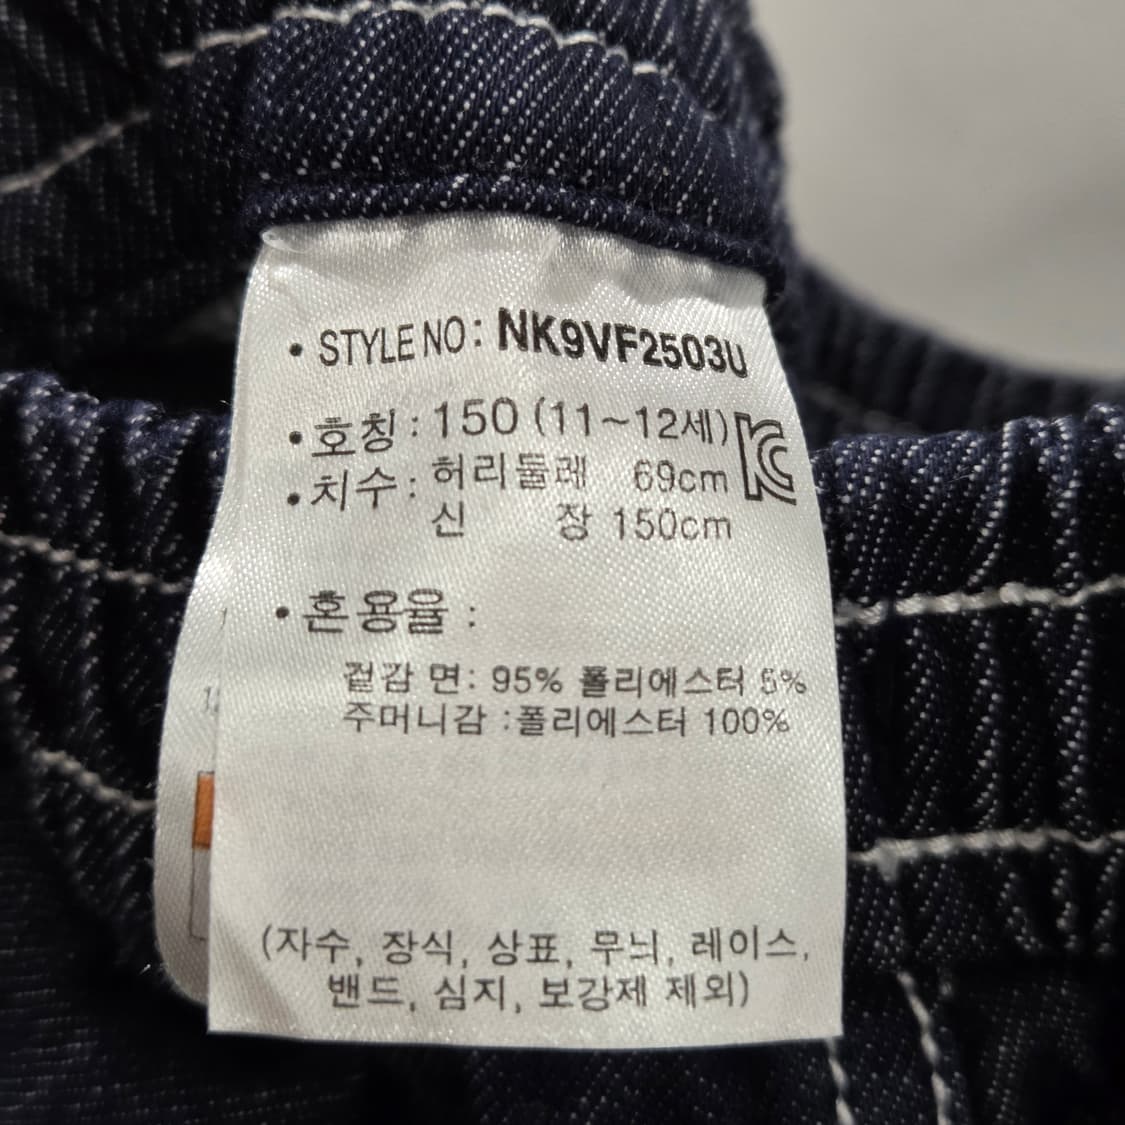 • STYLE NO : NK9VF2503U
• 호칭 : 150 (11~12세)
• 치수 : 허리둘레 69cm
신 장 150cm
• 혼용율 :
겉감 면: 95% 폴리에스터 5%
주머니감 :폴리에스터 100%
(자수, 장식, 상표, 무늬, 레이스,
밴드, 심지, 보강제 제외)